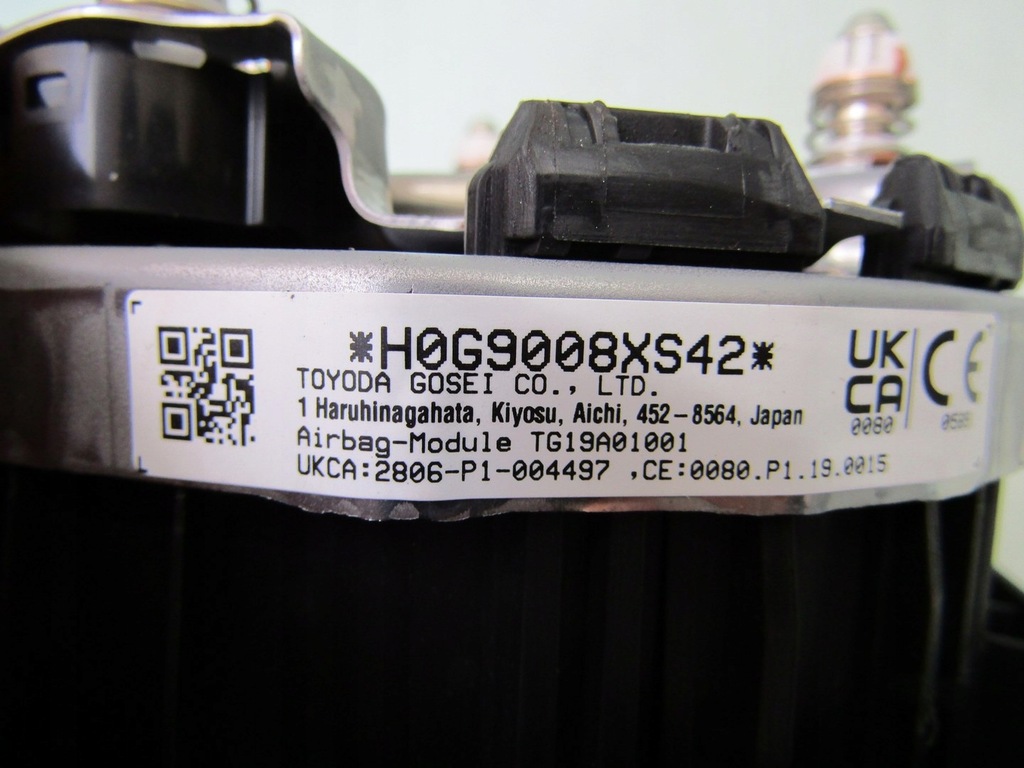 *H0G9008XS42*
TOYODA GOSEI CO., LTD.
1 Haruhinagahata, Kiyosu, Aichi, 452-8564, Japan
Airbag-Module TG19A01001
UKCA:2806-P1-004497 ,CE:0080.P1.19.0015
UK
CA
0080
CE